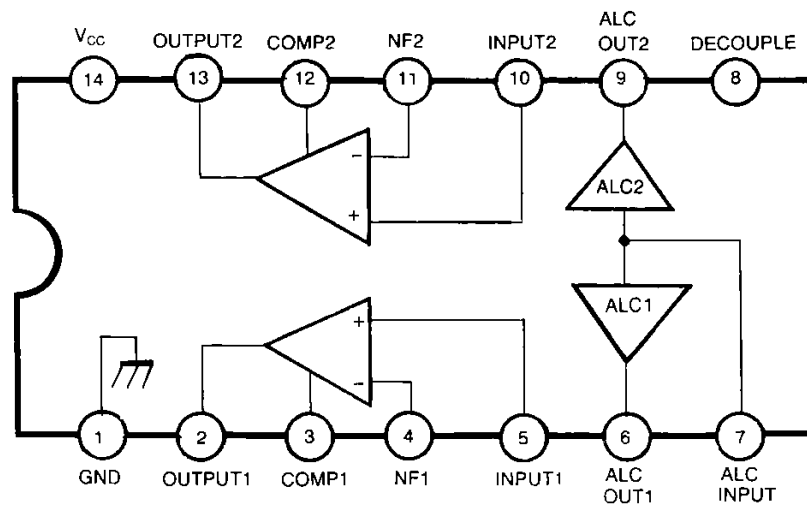 VCC
OUTPUT2
COMP2
NF2
INPUT2
ALC
OUT2
DECOUPLE
14
13
12
11
10
9
8
−
+
ALC2
ALC1
+
−
1
2
3
4
5
6
7
GND
OUTPUT1
COMP1
NF1
INPUT1
ALC
OUT1
ALC
INPUT